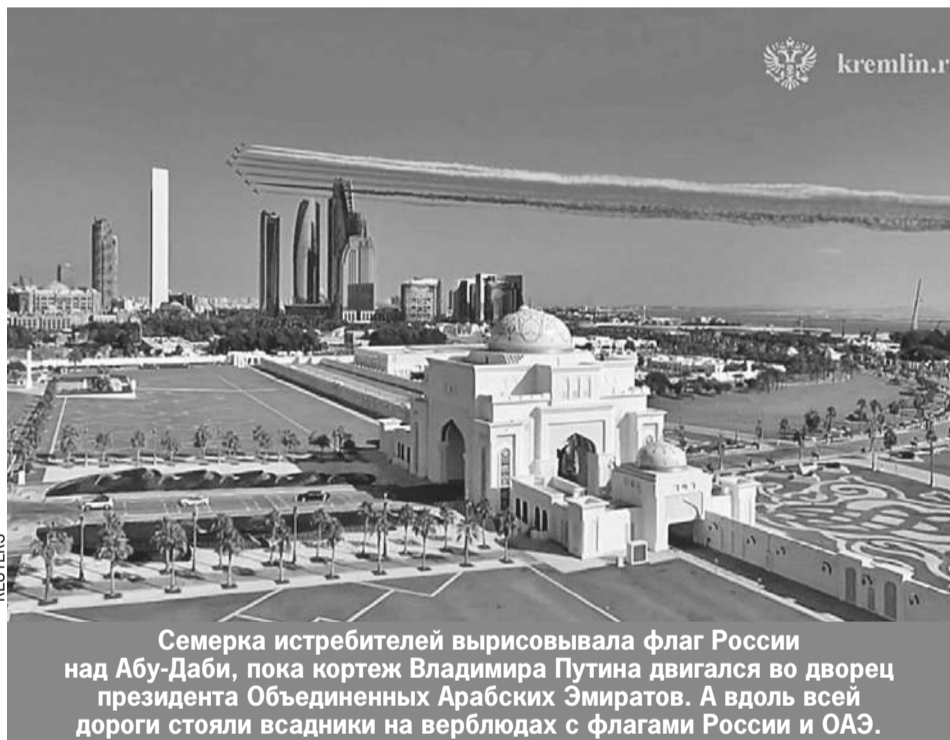 kremlin.r
REUTERS
Семерка истребителей вырисовывала флаг России
над Абу-Даби, пока кортеж Владимира Путина двигался во дворец
президента Объединенных Арабских Эмиратов. А вдоль всей
дороги стояли всадники на верблюдах с флагами России и ОАЭ.